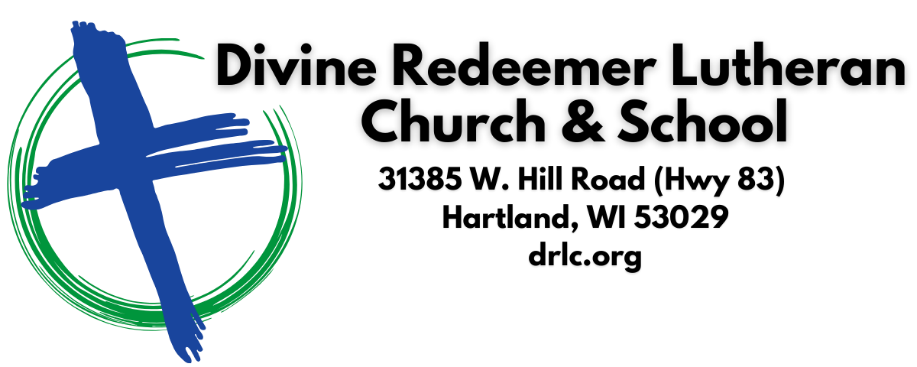 Divine Redeemer Lutheran
Church & School
31385 W. Hill Road (Hwy 83)
Hartland, WI 53029
drlc.org